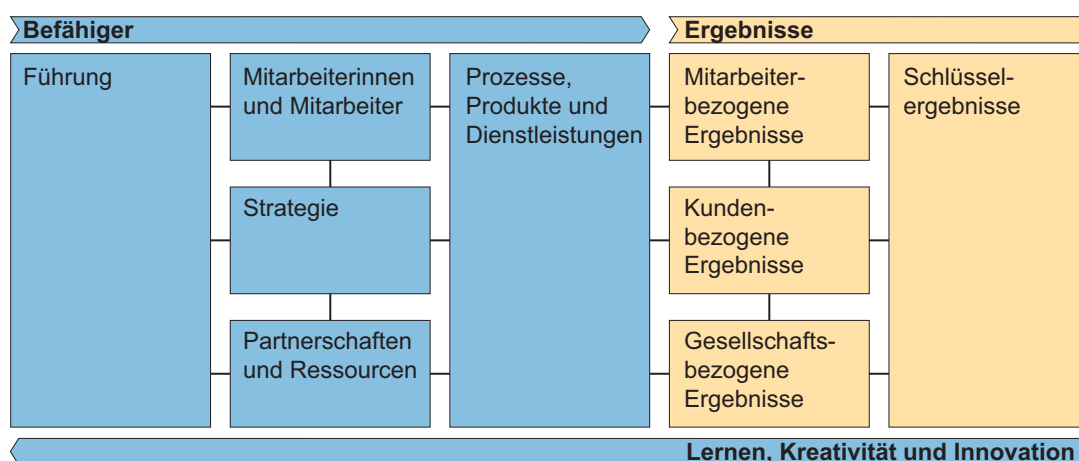 Befähiger
Ergebnisse
Führung
Mitarbeiterinnen
und Mitarbeiter
Prozesse,
Produkte und
Dienstleistungen
Mitarbeiter-
bezogene
Ergebnisse
Schlüssel-
ergebnisse
Strategie
Kunden-
bezogene
Ergebnisse
Partnerschaften
und Ressourcen
Gesellschafts-
bezogene
Ergebnisse
Lernen, Kreativität und Innovation